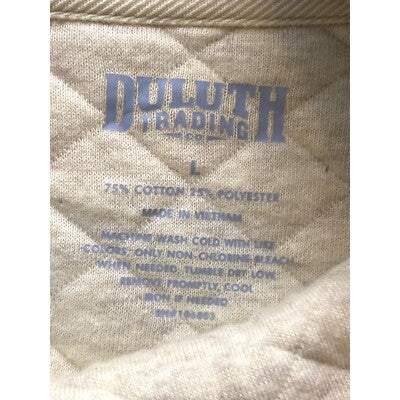 DULUTH
TRADING
CO
L
75% COTTON 25% POLYESTER
MADE IN VIETNAM
MACHINE WASH COLD WITH LIKE
COLORS, ONLY NON-CHLORINE BLEACH
WHEN NEEDED, TUMBLE DRY LOW,
REMOVE PROMPTLY, COOL
IRON IF NEEDED